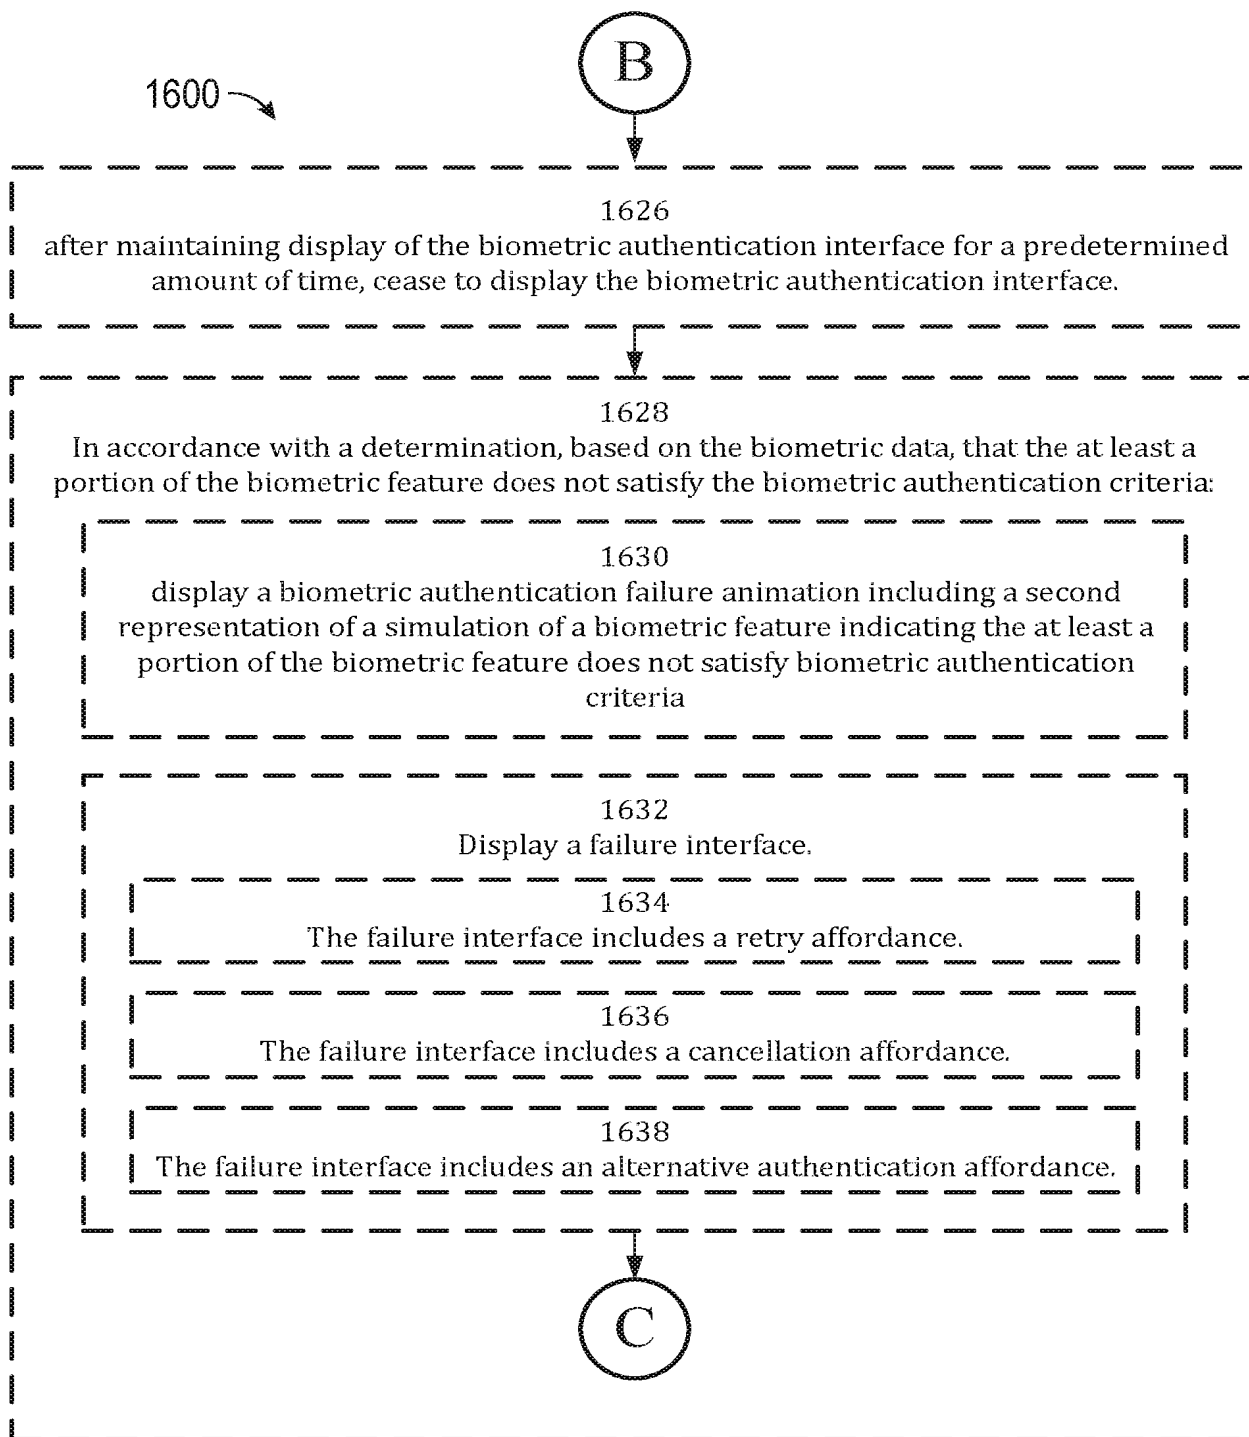 B
1600
1626
after maintaining display of the biometric authentication interface for a predetermined
amount of time, cease to display the biometric authentication interface.
1628
In accordance with a determination, based on the biometric data, that the at least a
portion of the biometric feature does not satisfy the biometric authentication criteria:
1630
display a biometric authentication failure animation including a second
representation of a simulation of a biometric feature indicating the at least a
portion of the biometric feature does not satisfy biometric authentication
criteria
1632
Display a failure interface.
1634
The failure interface includes a retry affordance.
1636
The failure interface includes a cancellation affordance.
1638
The failure interface includes an alternative authentication affordance.
C